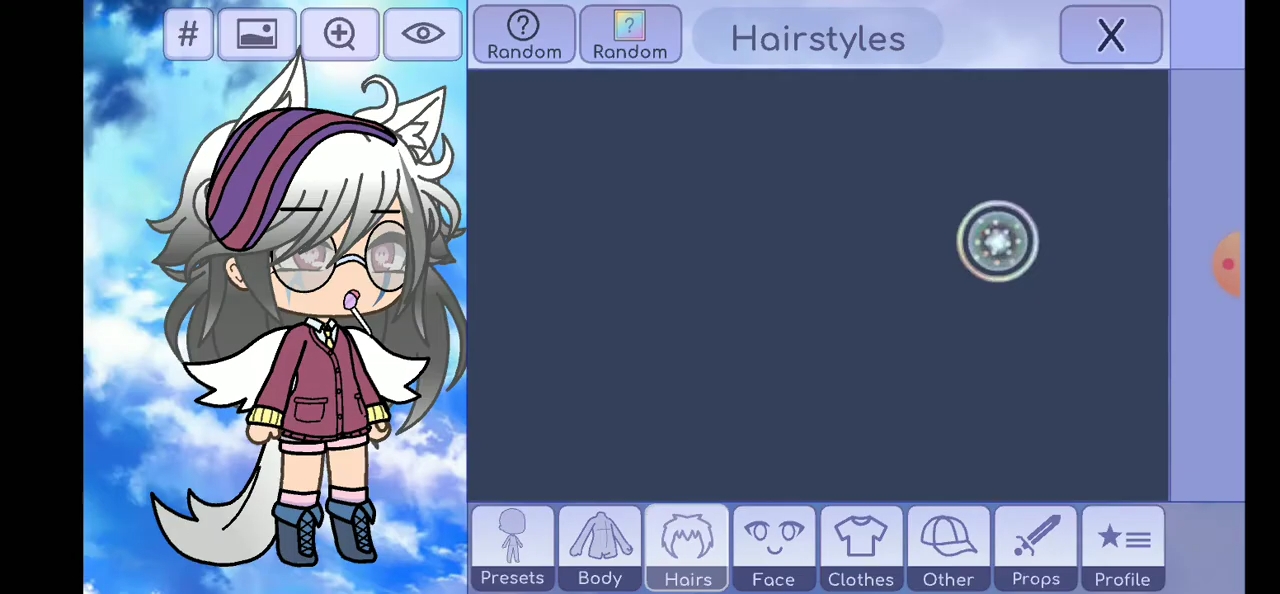 #
? Random
? Random
Hairstyles
X
Presets
Body
Hairs
Face
Clothes
Other
Props
Profile